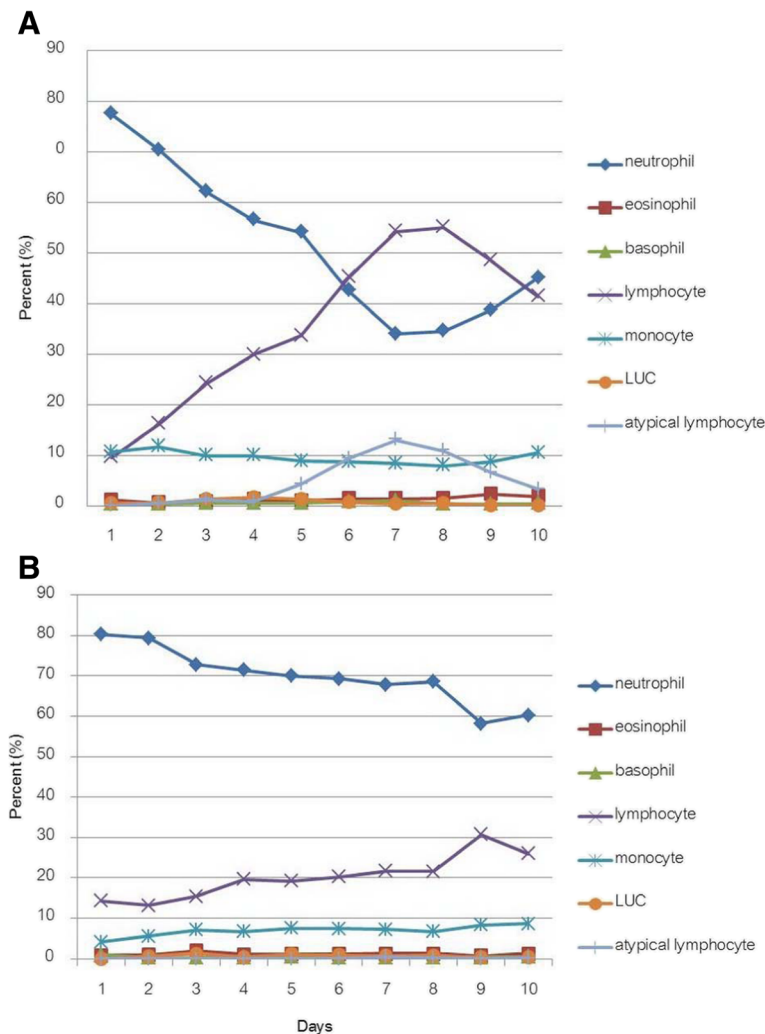 A
90
80
0
60
50
40
30
20
10
0
Percent (%)
1 2 3 4 5 6 7 8 9 10
neutrophil
eosinophil
basophil
lymphocyte
monocyte
LUC
atypical lymphocyte
B
90
80
70
60
50
40
30
20
10
0
Percent (%)
1 2 3 4 5 6 7 8 9 10
Days
neutrophil
eosinophil
basophil
lymphocyte
monocyte
LUC
atypical lymphocyte